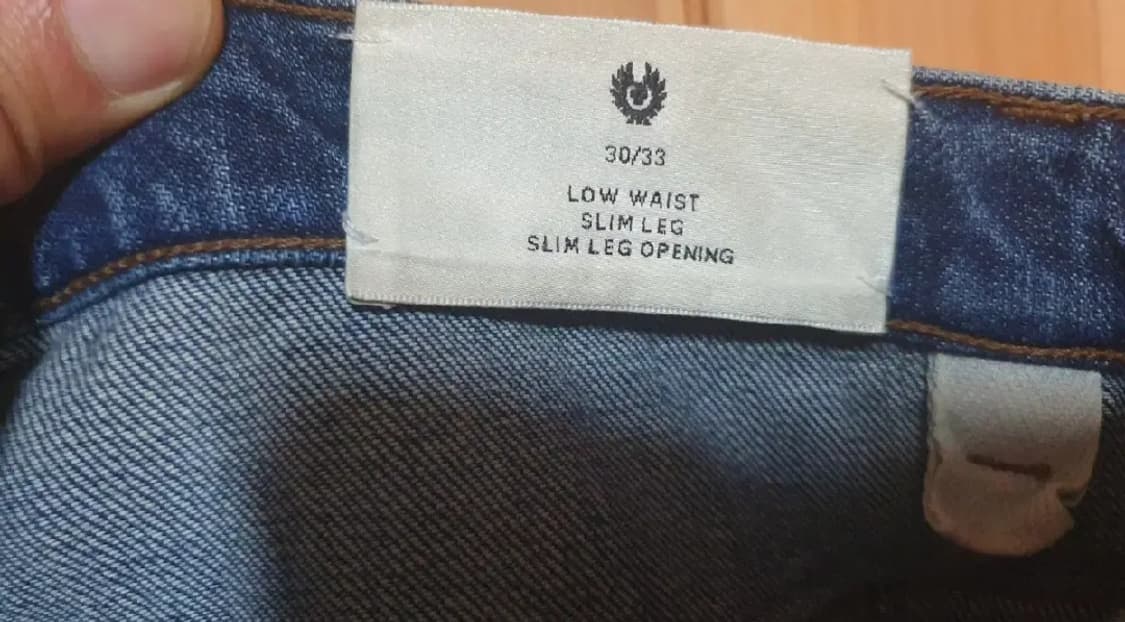 30/33
LOW WAIST
SLIM LEG
SLIM LEG OPENING